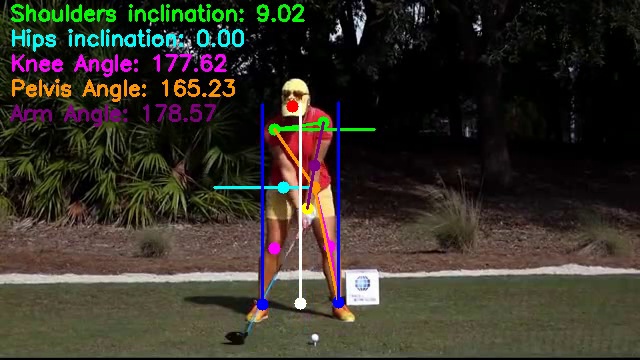 Shoulders inclination: 9.02
Hips inclination: 0.00
Knee Angle: 177.62
Pelvis Angle: 165.23
Arm Angle: 178.57